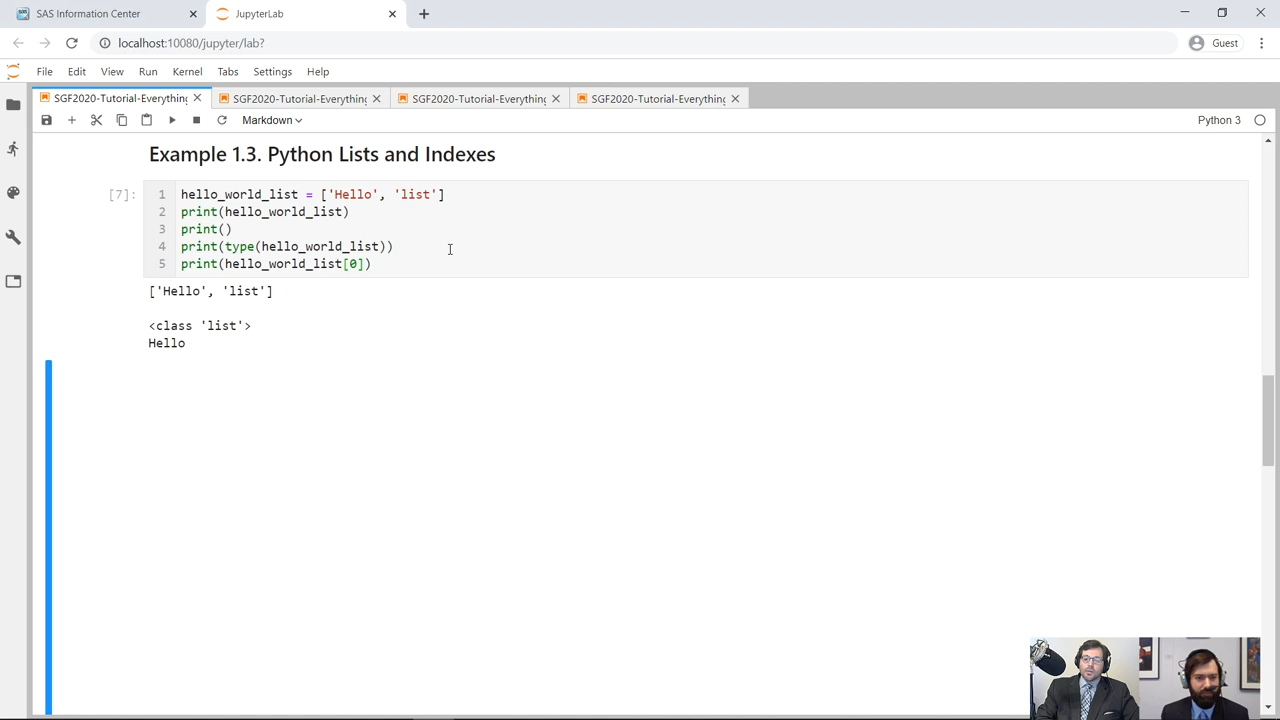 SAS Information Center
JupyterLab
localhost:10080/jupyter/lab?
Guest
File Edit View Run Kernel Tabs Settings Help
SGF2020-Tutorial-Everything
SGF2020-Tutorial-Everything
SGF2020-Tutorial-Everything
SGF2020-Tutorial-Everything
Markdown
Python 3
Example 1.3. Python Lists and Indexes
[7]:
1 hello_world_list = ['Hello', 'list']
2 print(hello_world_list)
3 print()
4 print(type(hello_world_list))
5 print(hello_world_list[0])
['Hello', 'list']
<class 'list'>
Hello